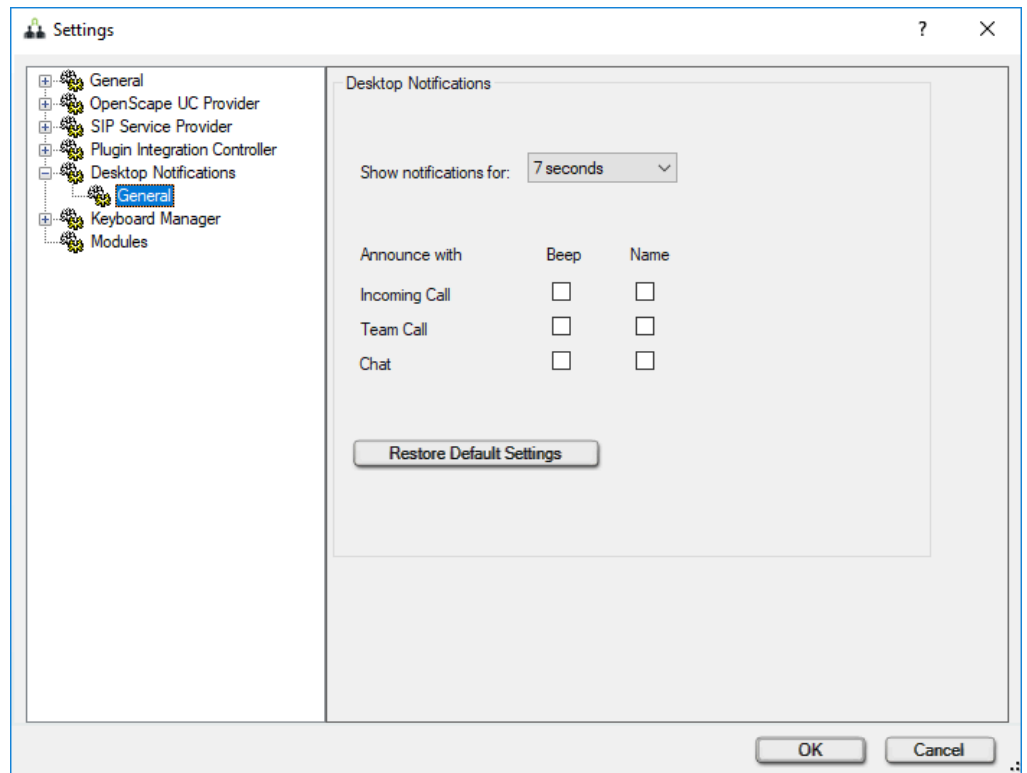 Settings
General
OpenScape UC Provider
SIP Service Provider
Plugin Integration Controller
Desktop Notifications
General
Keyboard Manager
Modules
Desktop Notifications
Show notifications for: 7 seconds
Announce with Beep Name
Incoming Call
Team Call
Chat
Restore Default Settings
OK Cancel